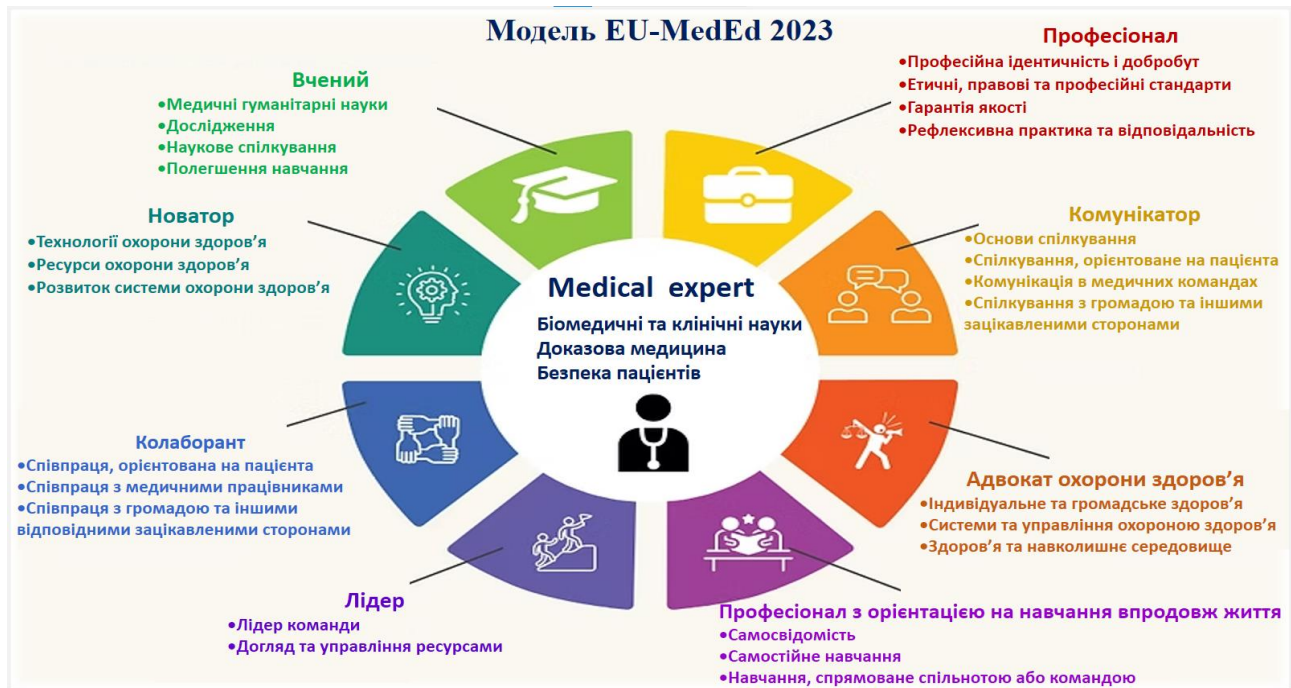 Модель EU-MedEd 2023
Професіонал
•Професійна ідентичність і добробут
•Етичні, правові та професійні стандарти
•Гарантія якості
•Рефлексивна практика та відповідальність
Вчений
•Медичні гуманітарні науки
•Дослідження
•Наукове спілкування
•Полегшення навчання
Новатор
•Технології охорони здоров’я
•Ресурси охорони здоров’я
•Розвиток системи охорони здоров’я
Комунікатор
•Основи спілкування
•Спілкування, орієнтоване на пацієнта
•Комунікація в медичних командах
•Спілкування з громадою та іншими
зацікавленими сторонами
Medical expert
Біомедичні та клінічні науки
Доказова медицина
Безпека пацієнтів
Колаборант
•Співпраця, орієнтована на пацієнта
•Співпраця з медичними працівниками
•Співпраця з громадою та іншими
відповідними зацікавленими сторонами
Адвокат охорони здоров’я
•Індивідуальне та громадське здоров’я
•Системи та управління охороною здоров’я
•Здоров’я та навколишнє середовище
Лідер
•Лідер команди
•Догляд та управління ресурсами
Професіонал з орієнтацією на навчання впродовж життя
•Самосвідомість
•Самостійне навчання
•Навчання, спрямоване спільнотою або командою